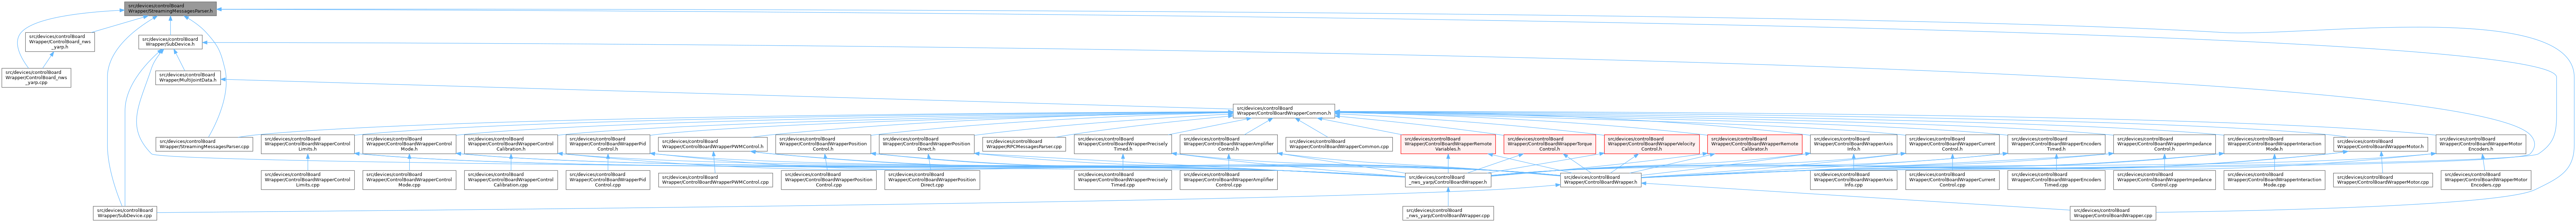 src/devices/controlBoard
Wrapper/StreamingMessagesParser.h
src/devices/controlBoard
Wrapper/ControlBoard_nws
_yarp.h
src/devices/controlBoard
Wrapper/SubDevice.h
src/devices/controlBoard
Wrapper/ControlBoard_nws
_yarp.cpp
src/devices/controlBoard
Wrapper/MultiJointData.h
src/devices/controlBoard
Wrapper/ControlBoardWrapperCommon.h
src/devices/controlBoard
Wrapper/StreamingMessagesParser.cpp
src/devices/controlBoard
Wrapper/ControlBoardWrapperControl
Limits.h
src/devices/controlBoard
Wrapper/ControlBoardWrapperControl
Mode.h
src/devices/controlBoard
Wrapper/ControlBoardWrapperControl
Calibration.h
src/devices/controlBoard
Wrapper/ControlBoardWrapperPid
Control.h
src/devices/controlBoard
Wrapper/ControlBoardWrapperPWMControl.h
src/devices/controlBoard
Wrapper/ControlBoardWrapperPosition
Control.h
src/devices/controlBoard
Wrapper/ControlBoardWrapperPosition
Direct.h
src/devices/controlBoard
Wrapper/RPCMessagesParser.cpp
src/devices/controlBoard
Wrapper/ControlBoardWrapperPrecisely
Timed.h
src/devices/controlBoard
Wrapper/ControlBoardWrapperAmplifier
Control.h
src/devices/controlBoard
Wrapper/ControlBoardWrapperCommon.cpp
src/devices/controlBoard
Wrapper/ControlBoardWrapperRemote
Variables.h
src/devices/controlBoard
Wrapper/ControlBoardWrapperTorque
Control.h
src/devices/controlBoard
Wrapper/ControlBoardWrapperVelocity
Control.h
src/devices/controlBoard
Wrapper/ControlBoardWrapperRemote
Calibrator.h
src/devices/controlBoard
Wrapper/ControlBoardWrapperAxis
Info.h
src/devices/controlBoard
Wrapper/ControlBoardWrapperCurrent
Control.h
src/devices/controlBoard
Wrapper/ControlBoardWrapperEncoders
Timed.h
src/devices/controlBoard
Wrapper/ControlBoardWrapperImpedance
Control.h
src/devices/controlBoard
Wrapper/ControlBoardWrapperInteraction
Mode.h
src/devices/controlBoard
Wrapper/ControlBoardWrapperMotor.h
src/devices/controlBoard
Wrapper/ControlBoardWrapperMotor
Encoders.h
src/devices/controlBoard
Wrapper/ControlBoardWrapperControl
Limits.cpp
src/devices/controlBoard
Wrapper/ControlBoardWrapperControl
Mode.cpp
src/devices/controlBoard
Wrapper/ControlBoardWrapperControl
Calibration.cpp
src/devices/controlBoard
Wrapper/ControlBoardWrapperPid
Control.cpp
src/devices/controlBoard
Wrapper/ControlBoardWrapperPWMControl.cpp
src/devices/controlBoard
Wrapper/ControlBoardWrapperPosition
Control.cpp
src/devices/controlBoard
Wrapper/ControlBoardWrapperPosition
Direct.cpp
src/devices/controlBoard
Wrapper/ControlBoardWrapperPrecisely
Timed.cpp
src/devices/controlBoard
Wrapper/ControlBoardWrapperAmplifier
Control.cpp
src/devices/controlBoard
_nws_yarp/ControlBoardWrapper.h
src/devices/controlBoard
Wrapper/ControlBoardWrapper.h
src/devices/controlBoard
Wrapper/ControlBoardWrapperAxis
Info.cpp
src/devices/controlBoard
Wrapper/ControlBoardWrapperCurrent
Control.cpp
src/devices/controlBoard
Wrapper/ControlBoardWrapperEncoders
Timed.cpp
src/devices/controlBoard
Wrapper/ControlBoardWrapperImpedance
Control.cpp
src/devices/controlBoard
Wrapper/ControlBoardWrapperInteraction
Mode.cpp
src/devices/controlBoard
Wrapper/ControlBoardWrapperMotor.cpp
src/devices/controlBoard
Wrapper/ControlBoardWrapperMotor
Encoders.cpp
src/devices/controlBoard
Wrapper/SubDevice.cpp
src/devices/controlBoard
_nws_yarp/ControlBoardWrapper.cpp
src/devices/controlBoard
Wrapper/ControlBoardWrapper.cpp